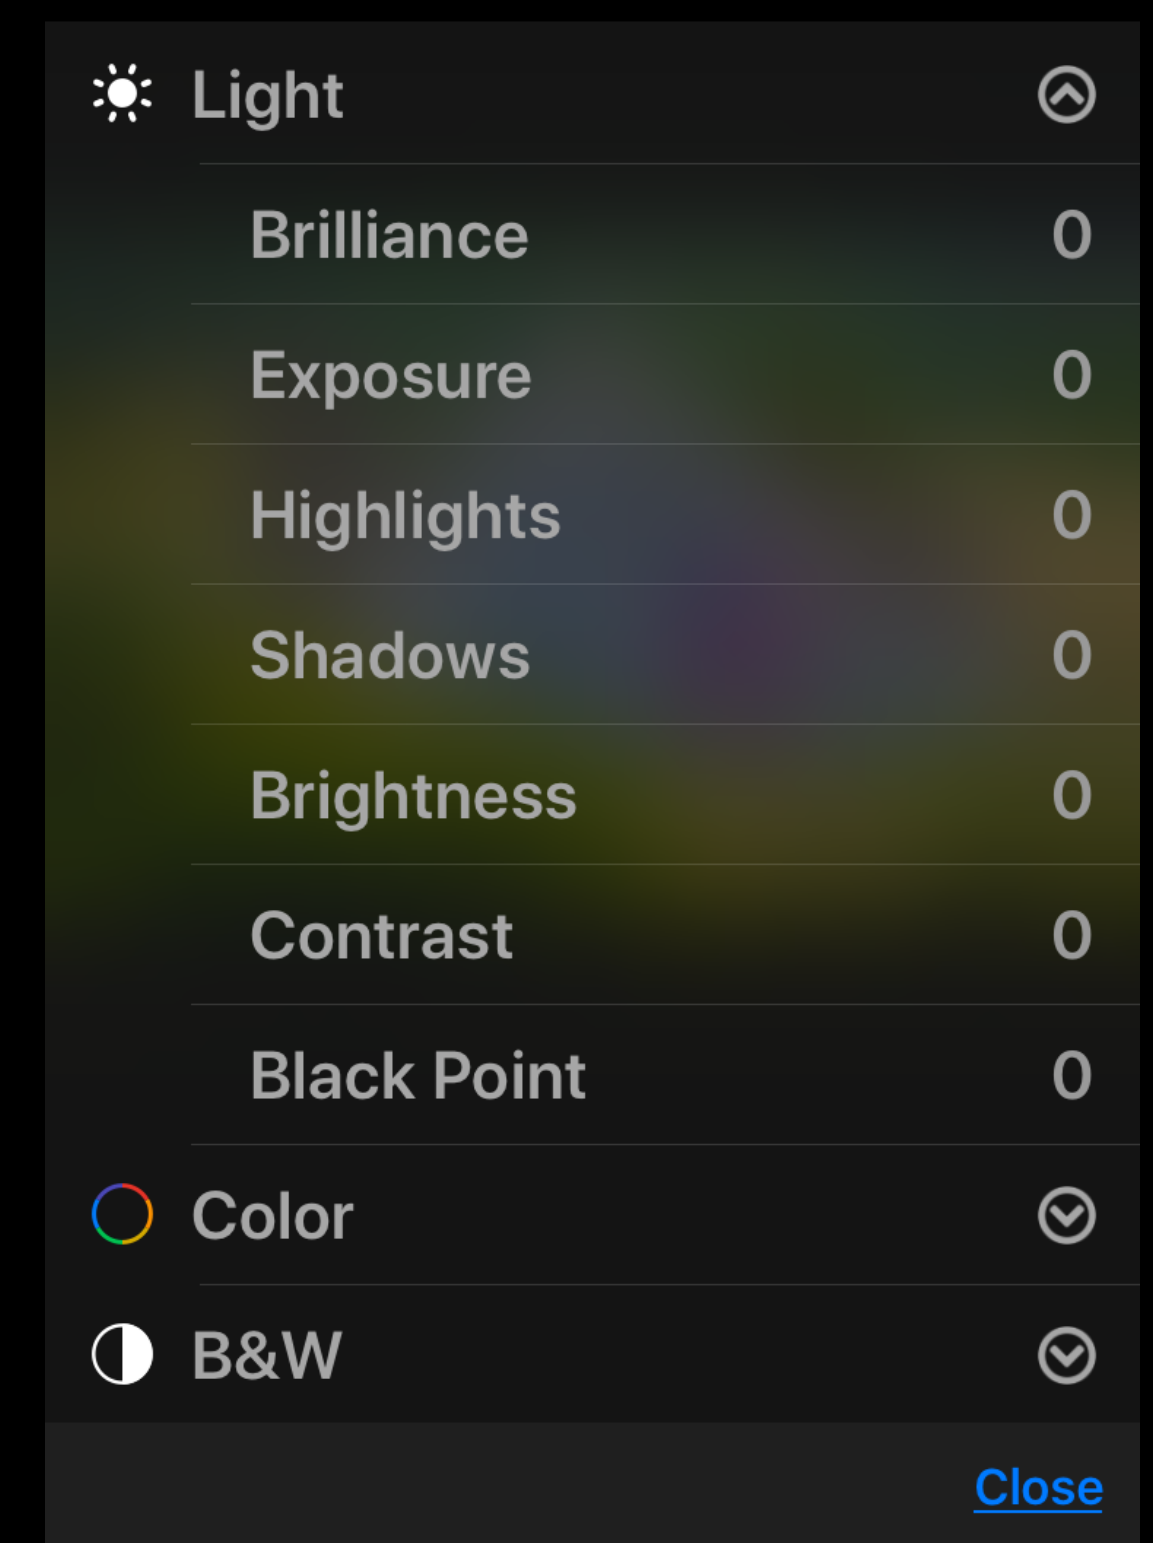 Light
Brilliance 0
Exposure 0
Highlights 0
Shadows 0
Brightness 0
Contrast 0
Black Point 0
Color
B&W
Close